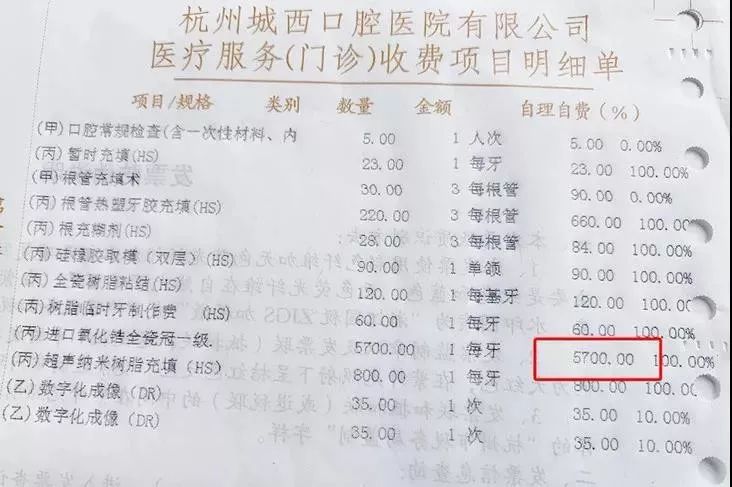 杭州城西口腔医院有限公司
医疗服务(门诊)收费项目明细单
项目/规格 类别 数量 金额 自理自费(%)
(甲)口腔常规检查(含一次性材料、内 5.00 1 人次 5.00 0.00%
(丙)暂时充填(HS) 23.00 1 每牙 23.00 100.00%
(甲)根管充填术 30.00 3 每根管 90.00 0.00%
(丙)根管热塑牙胶充填(HS) 220.00 3 每根管 660.00 100.00
(丙)根充糊剂(HS) 28.00 3 每根管 84.00 100.00%
(丙)硅橡胶取模(双层)(HS) 90.00 1 单颌 90.00 100.00%
(丙)全瓷树脂粘结(HS) 120.00 1 每基牙 120.00 100.00
(丙)树脂临时牙制作 (HS) 60.00 1 每牙 60.00 100.00%
(丙)进口氧化锆全瓷冠一级. 5700.00 1 每牙 5700.00 100.00%
(丙)超声纳米树脂充填(HS) 800.00 1 每牙 800.00 100.00
(乙)数字化成像(DR) 35.00 1 次 35.00 10.00%
(乙)数字化成像(DR) 35.00 1 次 35.00 10.00%